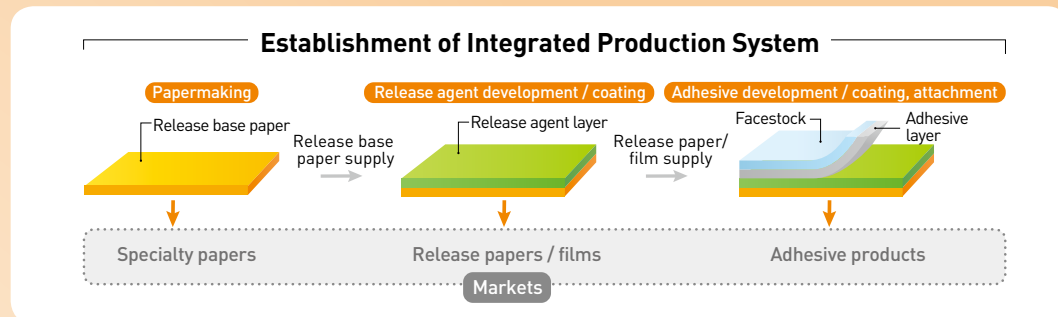 Establishment of Integrated Production System
Papermaking
Release agent development / coating
Adhesive development / coating, attachment
Release base paper
Release base
paper supply
Release agent layer
Release paper/
film supply
Facestock
Adhesive
layer
Specialty papers
Release papers / films
Adhesive products
Markets